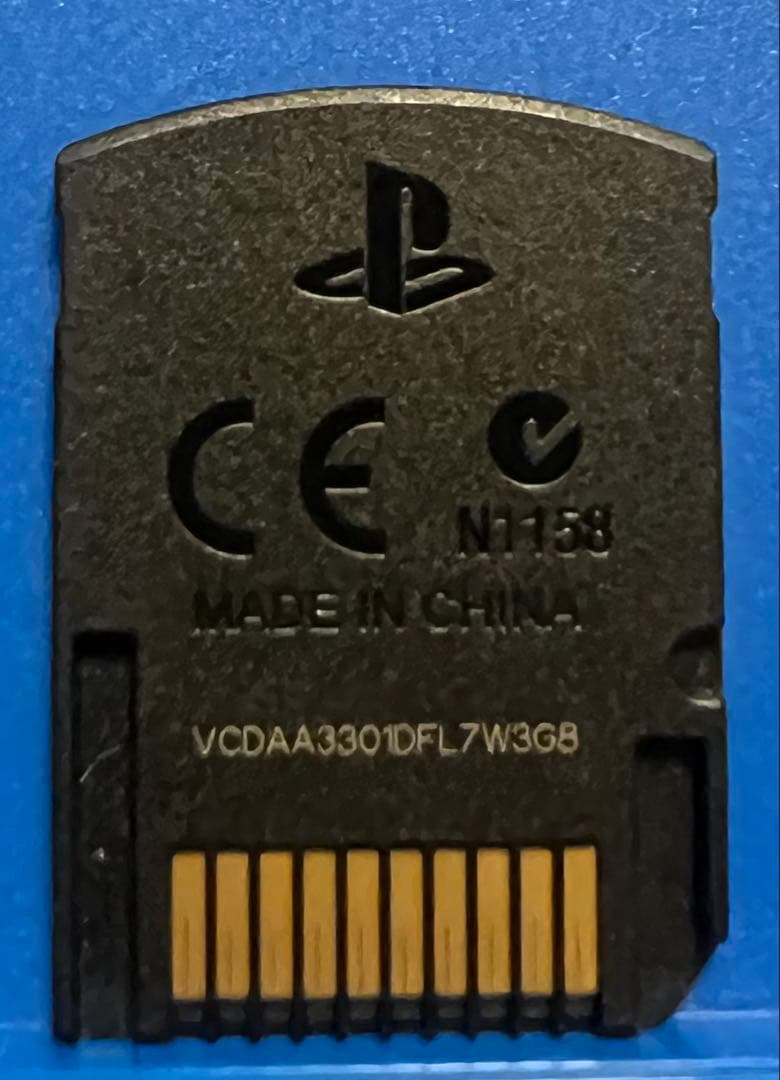 CE
N1158
MADE IN CHINA
VCDAA3301DFL7W3G8